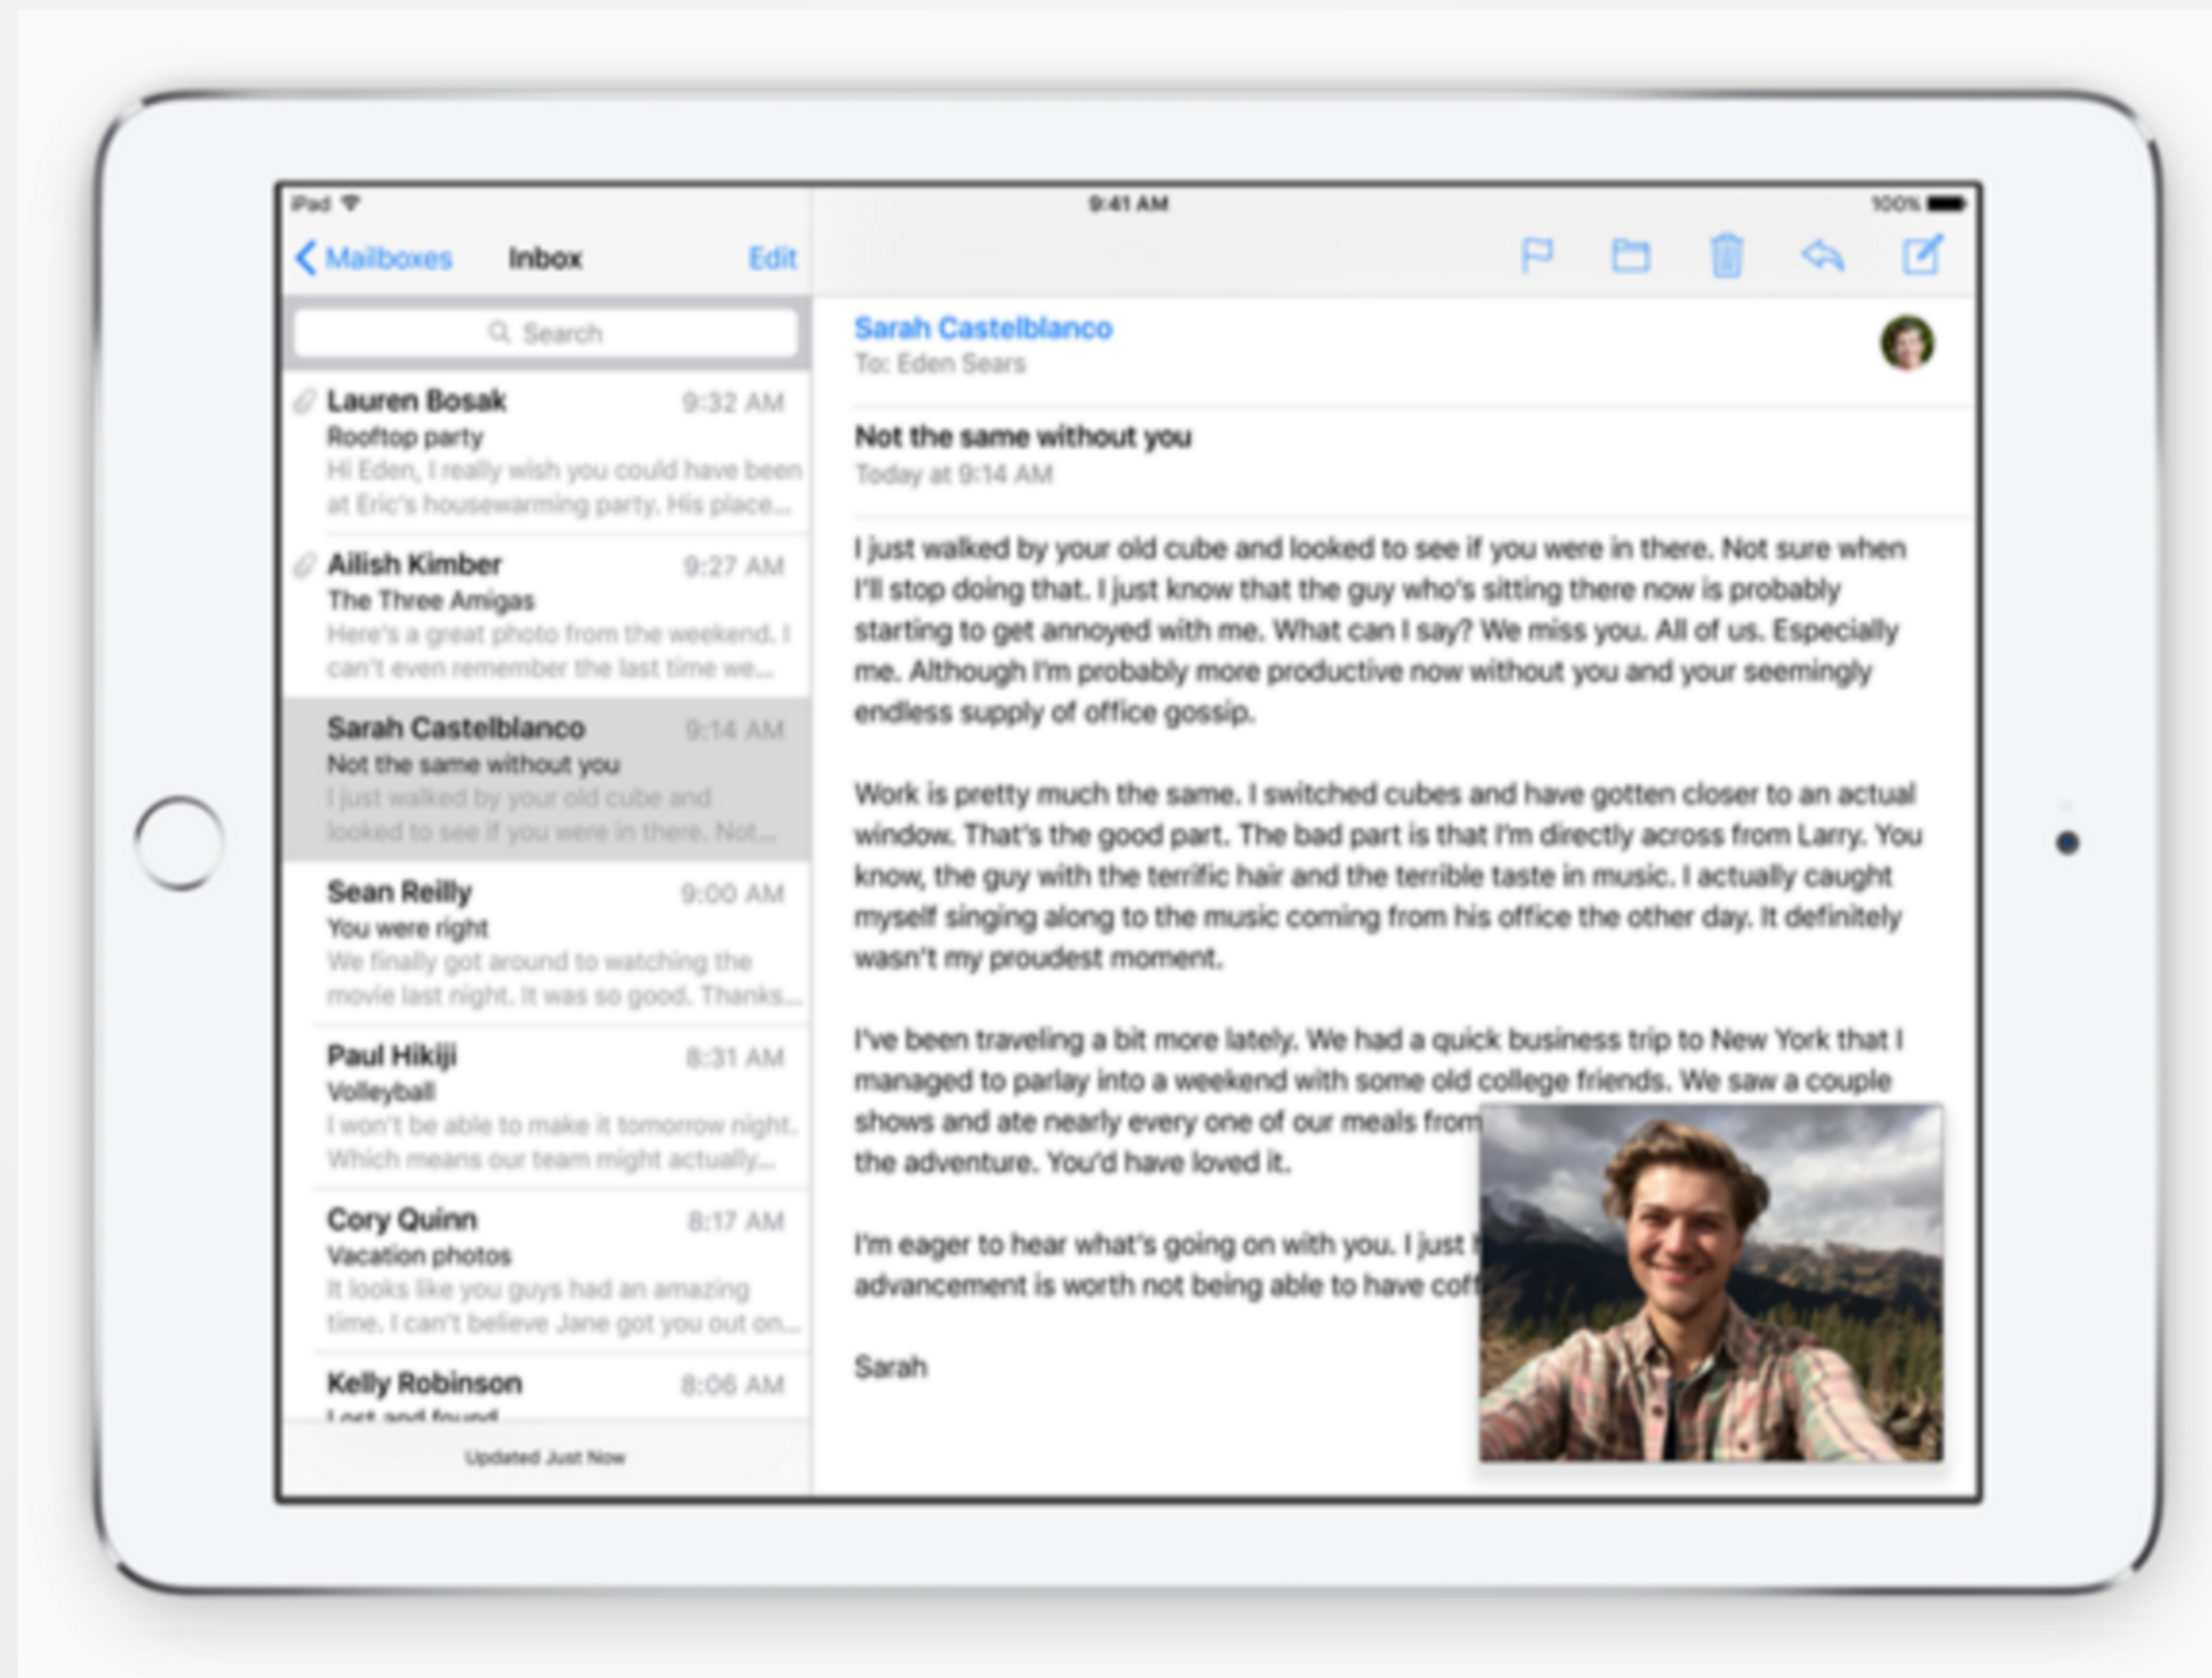 iPad
9:41 AM
100%
Mailboxes
Inbox
Edit
Search
Lauren Bosak
9:32 AM
Rooftop party
Hi Eden, I really wish you could have been
at Eric's housewarming party. His place...
Ailish Kimber
9:27 AM
The Three Amigas
Here's a great photo from the weekend. I
can't even remember the last time we...
Sarah Castelblanco
9:14 AM
Not the same without you
I just walked by your old cube and
looked to see if you were in there. Not...
Sean Reilly
9:00 AM
You were right
We finally got around to watching the
movie last night. It was so good. Thanks...
Paul Hikiji
8:31 AM
Volleyball
I won't be able to make it tomorrow night.
Which means our team might actually...
Cory Quinn
8:17 AM
Vacation photos
It looks like you guys had an amazing
time. I can't believe Jane got you out on...
Kelly Robinson
8:06 AM
Lost and found
Updated Just Now
Sarah Castelblanco
To: Eden Sears
Not the same without you
Today at 9:14 AM
I just walked by your old cube and looked to see if you were in there. Not sure when
I'll stop doing that. I just know that the guy who's sitting there now is probably
starting to get annoyed with me. What can I say? We miss you. All of us. Especially
me. Although I'm probably more productive now without you and your seemingly
endless supply of office gossip.
Work is pretty much the same. I switched cubes and have gotten closer to an actual
window. That's the good part. The bad part is that I'm directly across from Larry. You
know, the guy with the terrific hair and the terrible taste in music. I actually caught
myself singing along to the music coming from his office the other day. It definitely
wasn't my proudest moment.
I've been traveling a bit more lately. We had a quick business trip to New York that I
managed to parlay into a weekend with some old college friends. We saw a couple
shows and ate nearly every one of our meals from
the adventure. You'd have loved it.
I'm eager to hear what's going on with you. I just
advancement is worth not being able to have
Sarah